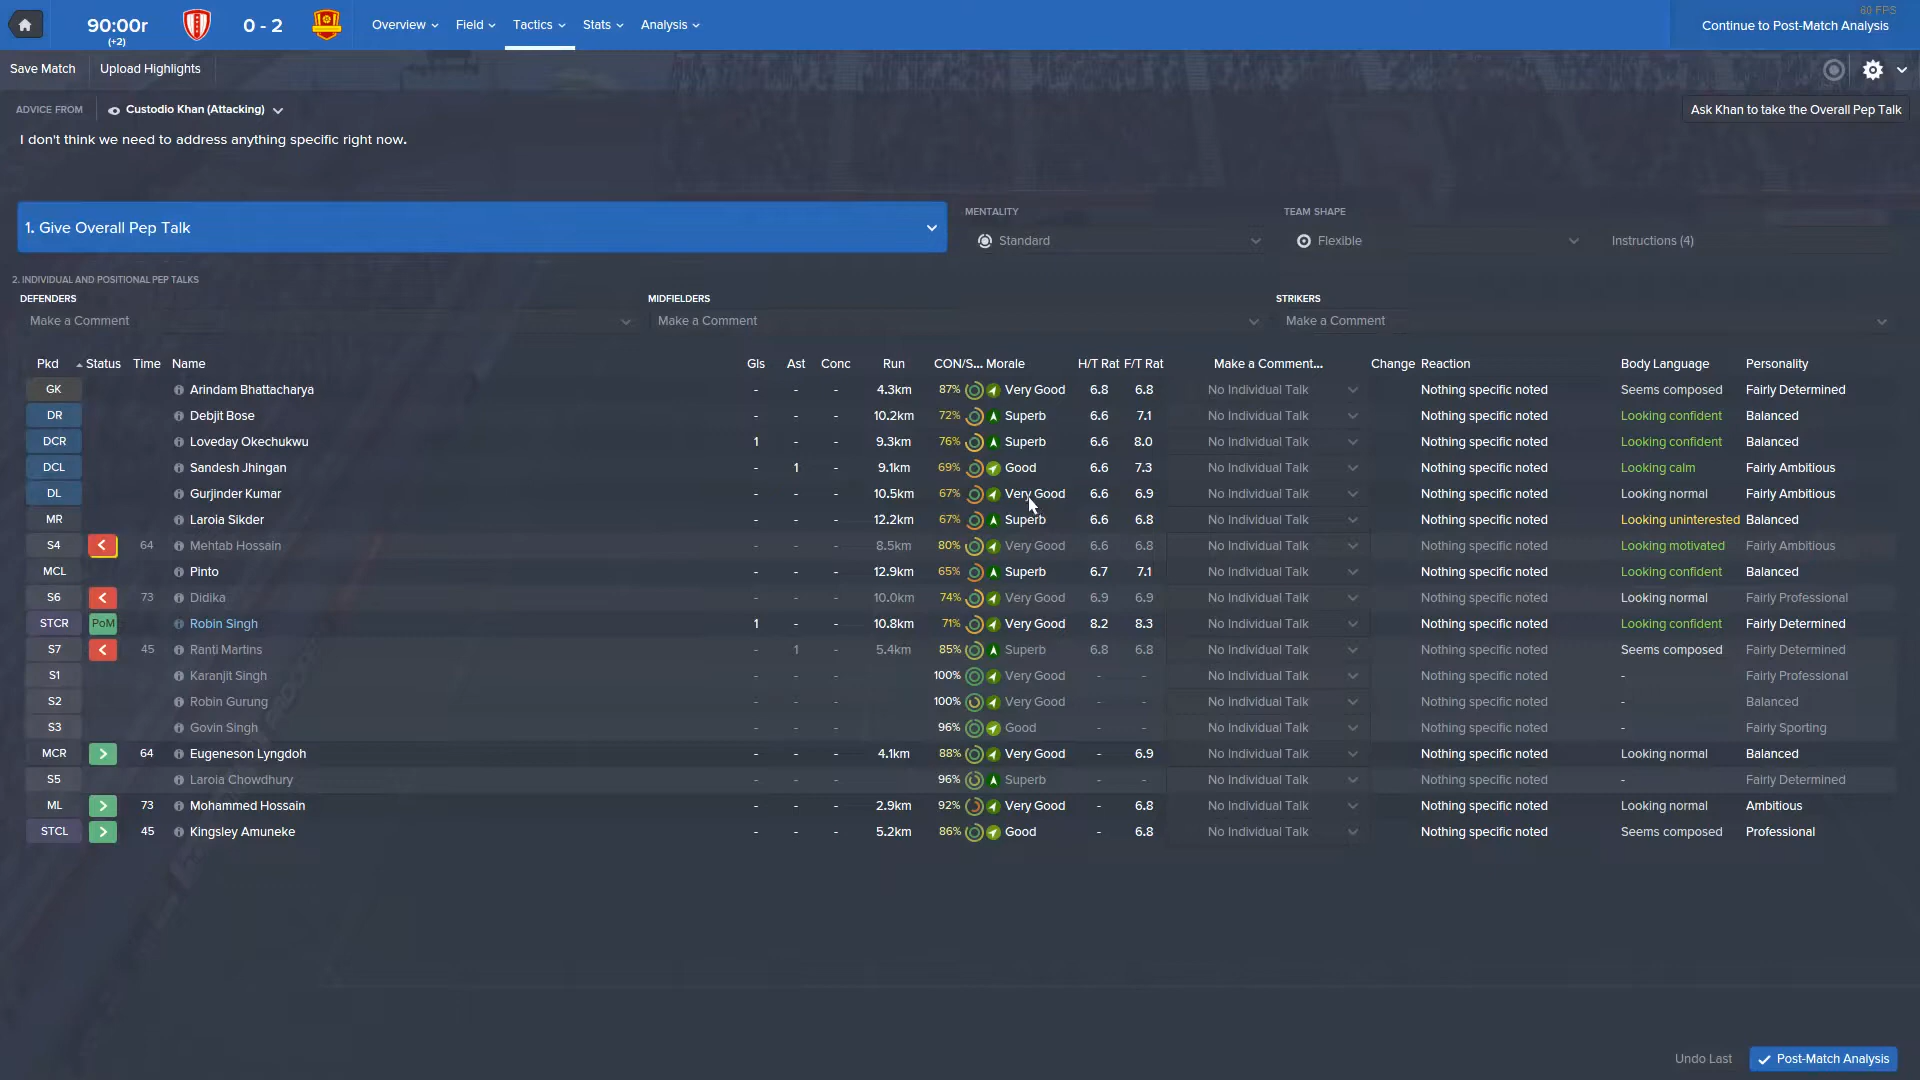 90:00r
(+2)
0 - 2
Overview
Field
Tactics
Stats
Analysis
60 FPS
Continue to Post-Match Analysis
Save Match
Upload Highlights
ADVICE FROM
Custodio Khan (Attacking)
Ask Khan to take the Overall Pep Talk
I don't think we need to address anything specific right now.
1. Give Overall Pep Talk
MENTALITY
Standard
TEAM SHAPE
Flexible
Instructions (4)
2. INDIVIDUAL AND POSITIONAL PEP TALKS
DEFENDERS
Make a Comment
MIDFIELDERS
Make a Comment
STRIKERS
Make a Comment
Pkd Status Time Name Gls Ast Conc Run CON/S... Morale H/T Rat F/T Rat Make a Comment... Change Reaction Body Language Personality
GK Arindam Bhattacharya - - - 4.3km 87% Very Good 6.8 6.8 No Individual Talk Nothing specific noted Seems composed Fairly Determined
DR Debjit Bose - - - 10.2km 72% Superb 6.6 7.1 No Individual Talk Nothing specific noted Looking confident Balanced
DCR Loveday Okechukwu 1 - - 9.3km 76% Superb 6.6 8.0 No Individual Talk Nothing specific noted Looking confident Balanced
DCL Sandesh Jhingan - 1 - 9.1km 69% Good 6.6 7.3 No Individual Talk Nothing specific noted Looking calm Fairly Ambitious
DL Gurjinder Kumar - - - 10.5km 67% Very Good 6.6 6.9 No Individual Talk Nothing specific noted Looking normal Fairly Ambitious
MR Laroia Sikder - - - 12.2km 67% Superb 6.6 6.8 No Individual Talk Nothing specific noted Looking uninterested Balanced
S4 64 Mehtab Hossain - - - 8.5km 80% Very Good 6.6 6.8 No Individual Talk Nothing specific noted Looking motivated Fairly Ambitious
MCL Pinto - - - 12.9km 65% Superb 6.7 7.1 No Individual Talk Nothing specific noted Looking confident Balanced
S6 73 Didika - - - 10.0km 74% Very Good 6.9 6.9 No Individual Talk Nothing specific noted Looking normal Fairly Professional
STCR PoM Robin Singh 1 - - 10.8km 71% Very Good 8.2 8.3 No Individual Talk Nothing specific noted Looking confident Fairly Determined
S7 45 Ranti Martins - 1 - 5.4km 85% Superb 6.8 6.8 No Individual Talk Nothing specific noted Seems composed Fairly Determined
S1 Karanjit Singh - - - 100% Very Good - - No Individual Talk Nothing specific noted - Fairly Professional
S2 Robin Gurung - - - 100% Very Good - - No Individual Talk Nothing specific noted - Balanced
S3 Govin Singh - - - 96% Good - - No Individual Talk Nothing specific noted - Fairly Sporting
MCR 64 Eugeneson Lyngdoh - - - 4.1km 88% Very Good - 6.9 No Individual Talk Nothing specific noted Looking normal Balanced
S5 Laroia Chowdhury - - - 96% Superb - - No Individual Talk Nothing specific noted - Fairly Determined
ML 73 Mohammed Hossain - - - 2.9km 92% Very Good - 6.8 No Individual Talk Nothing specific noted Looking normal Ambitious
STCL 45 Kingsley Amuneke - - - 5.2km 86% Good - 6.8 No Individual Talk Nothing specific noted Seems composed Professional
Undo Last
Post-Match Analysis